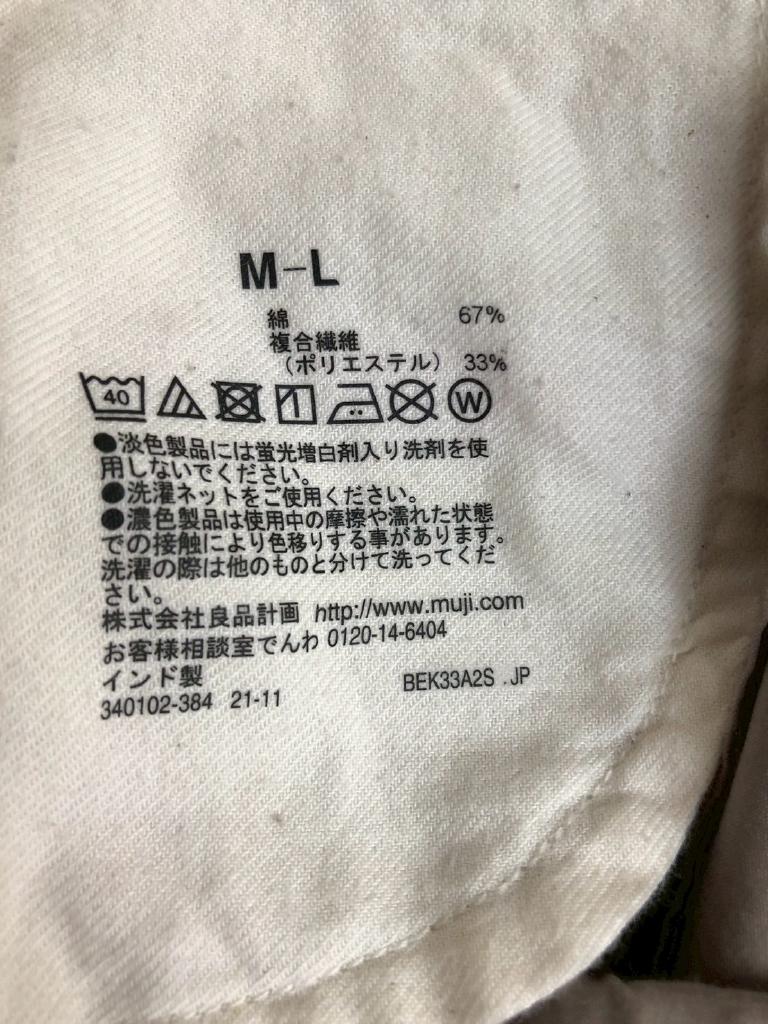 M-L
綿 67%
複合繊維
(ポリエステル) 33%
40 W
●淡色製品には蛍光増白剤入り洗剤を使
用しないでください。
●洗濯ネットをご使用ください。
●濃色製品は使用中の摩擦や濡れた状態
での接触により色移りする事があります。
洗濯の際は他のものと分けて洗ってくだ
さい。
株式会社良品計画 http://www.muji.com
お客様相談室でんわ 0120-14-6404
インド製
340102-384 21-11 BEK33A2S .JP